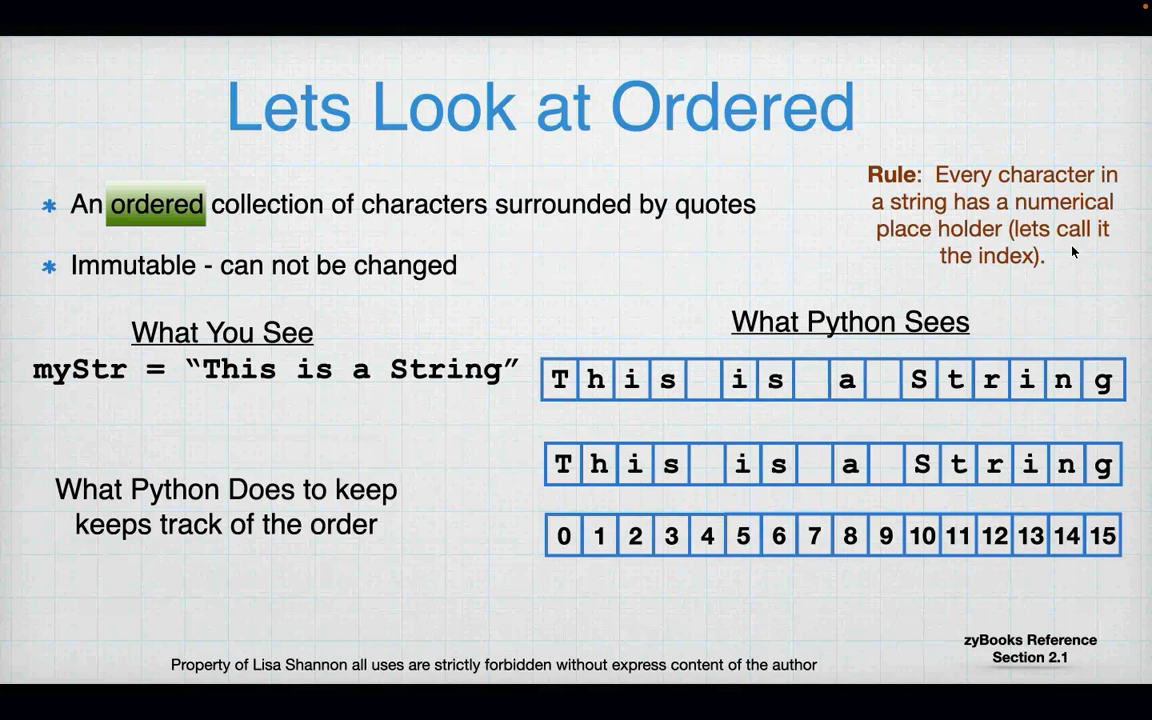 Lets Look at Ordered
Rule: Every character in
a string has a numerical
place holder (lets call it
the index).
* An ordered collection of characters surrounded by quotes
* Immutable - can not be changed
What You See
myStr = “This is a String”
What Python Sees
T h i s   i s   a   S t r i n g
What Python Does to keep
keeps track of the order
T h i s   i s   a   S t r i n g
0 1 2 3 4 5 6 7 8 9 10 11 12 13 14 15
zyBooks Reference
Section 2.1
Property of Lisa Shannon all uses are strictly forbidden without express content of the author